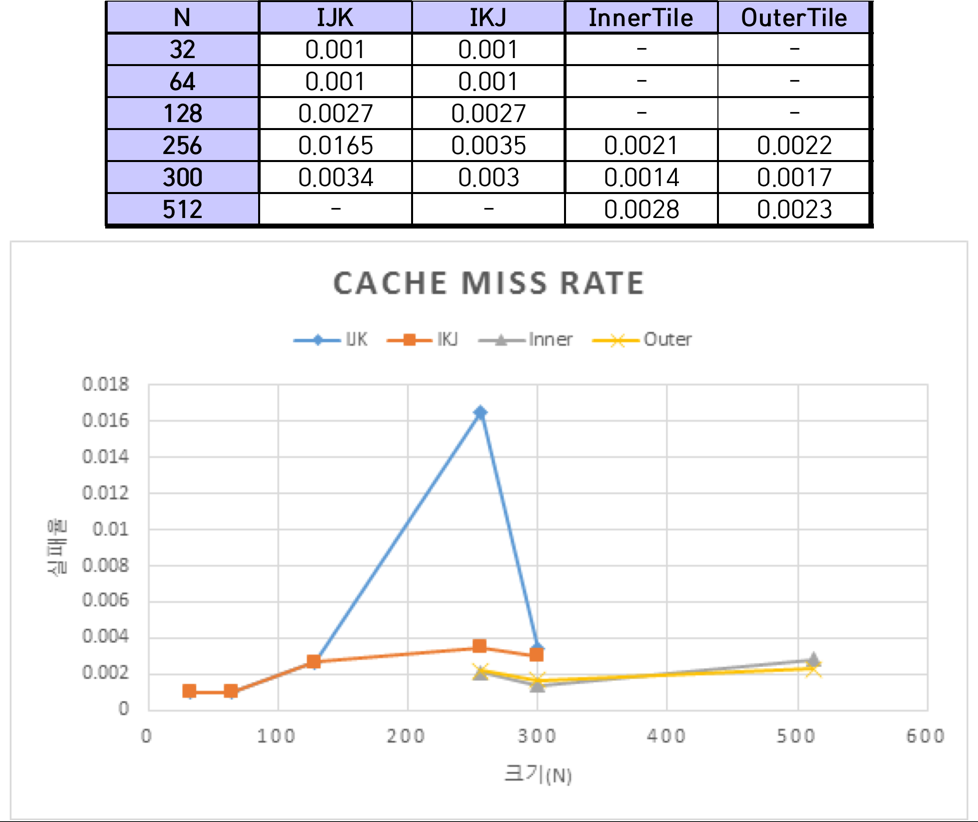 N IJK IKJ InnerTile OuterTile
32 0.001 0.001 - -
64 0.001 0.001 - -
128 0.0027 0.0027 - -
256 0.0165 0.0035 0.0021 0.0022
300 0.0034 0.003 0.0014 0.0017
512 - - 0.0028 0.0023
CACHE MISS RATE
IJK IKJ Inner Outer
0.018
0.016
0.014
0.012
0.01
0.008
0.006
0.004
0.002
0
실패율
0 100 200 300 400 500 600
크기(N)